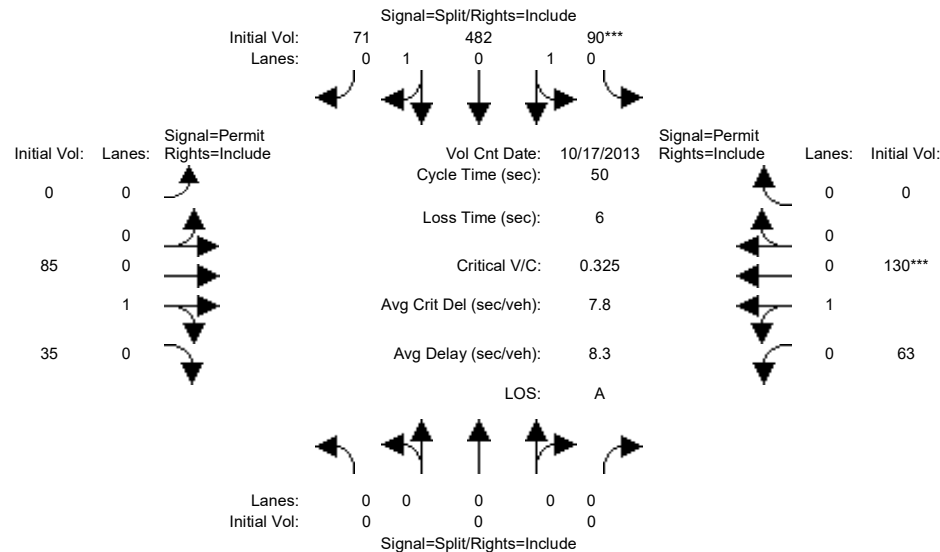 Signal=Split/Rights=Include
Initial Vol: 71 482 90***
Lanes: 0 1 0 1 0
Signal=Permit Signal=Permit
Initial Vol: Lanes: Rights=Include Vol Cnt Date: 10/17/2013 Rights=Include Lanes: Initial Vol:
Cycle Time (sec): 50
0 0 0 0
Loss Time (sec): 6
0 0
85 0 Critical V/C: 0.325 0 130***
1 Avg Crit Del (sec/veh): 7.8 1
35 0 Avg Delay (sec/veh): 8.3 0 63
LOS: A
Lanes: 0 0 0 0 0
Initial Vol: 0 0 0
Signal=Split/Rights=Include